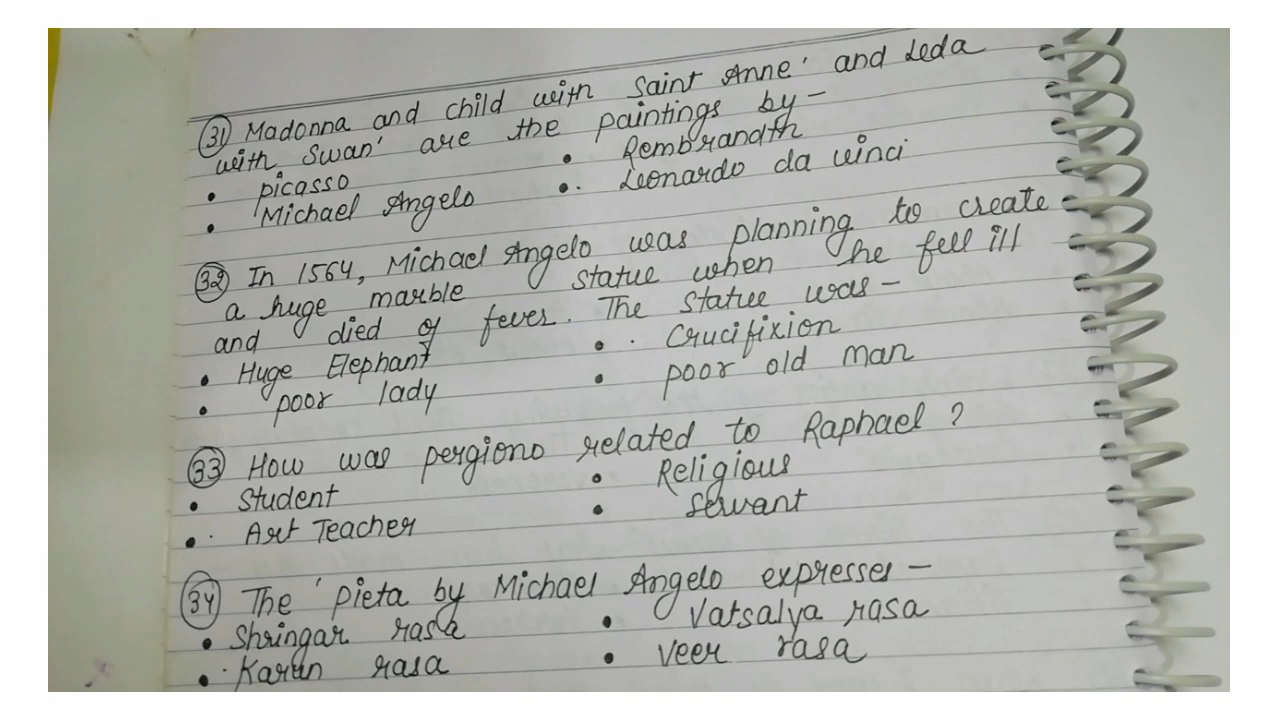 (31) Madonna and child with Saint Anne' and Leda
with Swan' are the paintings by –
• picasso • Rembrandth
• Michael Angelo • . Leonardo da vinci
(32) In 1564, Michael Angelo was planning to create
a huge marble statue when he fell ill
and died of fever. The statue was –
• Huge Elephant • . Crucifixion
• poor lady • poor old man
(33) How was pergiono related to Raphael ?
• Student • Religious
• . Art Teacher • Servant
(34) The 'Pieta by Michael Angelo expresses –
• Shringar rasa • Vatsalya rasa
• . Karun rasa • veer rasa